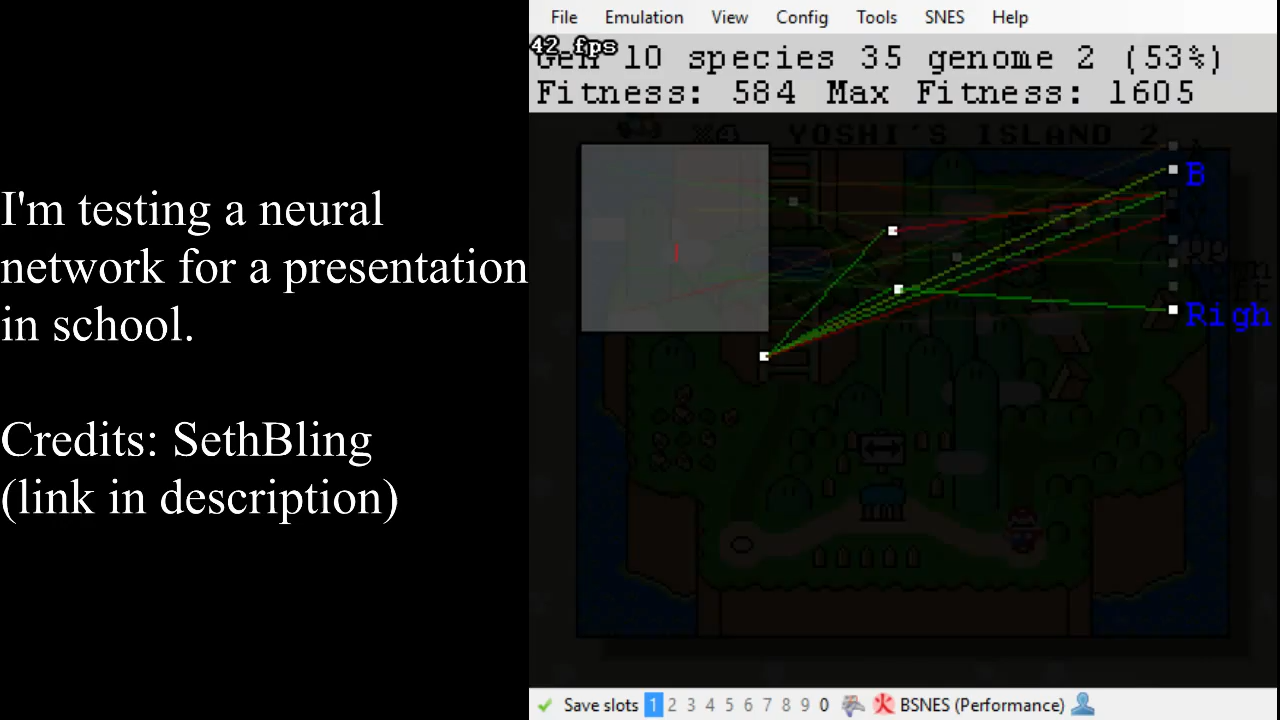 File Emulation View Config Tools SNES Help
42 fps
Gen 10 species 35 genome 2 (53%)
Fitness: 584 Max Fitness: 1605
x4 YOSHI'S ISLAND 2
A
B
Righ
I'm testing a neural
network for a presentation
in school.
Credits: SethBling
(link in description)
Save slots 1 2 3 4 5 6 7 8 9 0 BSNES (Performance)